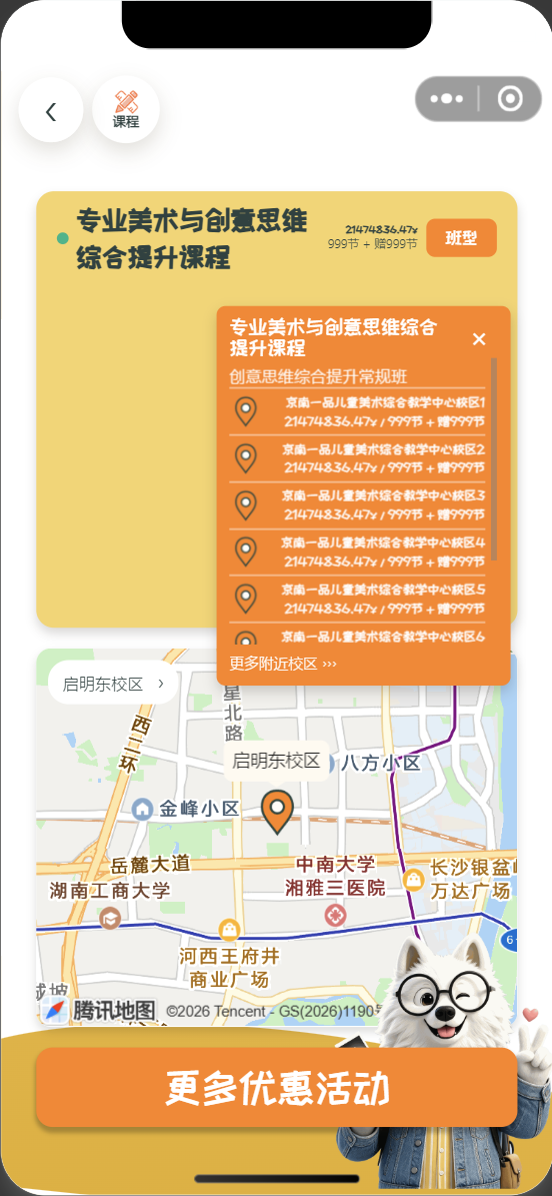 课程
专业美术与创意思维
综合提升课程
21474836.47¥
999节 + 赠999节
班型
专业美术与创意思维综合
提升课程
创意思维综合提升常规班
京南一品儿童美术综合教学中心校区1
21474836.47¥ / 999节 + 赠999节
京南一品儿童美术综合教学中心校区2
21474836.47¥ / 999节 + 赠999节
京南一品儿童美术综合教学中心校区3
21474836.47¥ / 999节 + 赠999节
京南一品儿童美术综合教学中心校区4
21474836.47¥ / 999节 + 赠999节
京南一品儿童美术综合教学中心校区5
21474836.47¥ / 999节 + 赠999节
京南一品儿童美术综合教学中心校区6
更多附近校区 ›››
启明东校区 ›
星北路
西二环
启明东校区
八方小区
金峰小区
岳麓大道
中南大学
湘雅三医院
长沙银盆
万达广场
湖南工商大学
河西王府井
商业广场
6
城坡
腾讯地图
©2026 Tencent - GS(2026)1190号
更多优惠活动